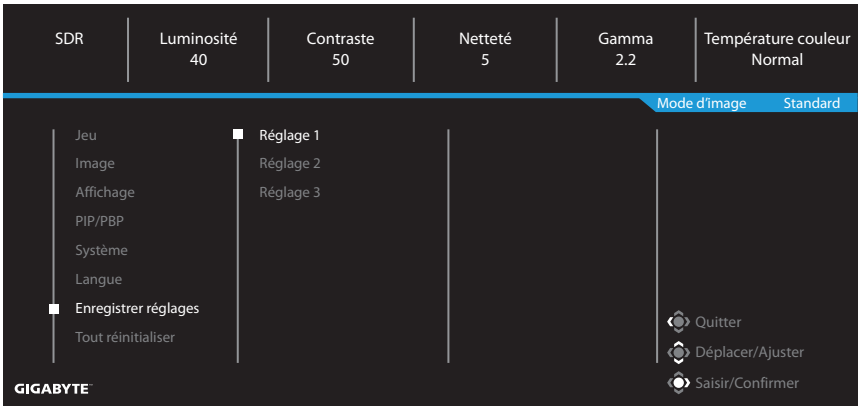 SDR
Luminosité
40
Contraste
50
Netteté
5
Gamma
2.2
Température couleur
Normal
Mode d'image Standard
Jeu
Image
Affichage
PIP/PBP
Système
Langue
Enregistrer réglages
Tout réinitialiser
Réglage 1
Réglage 2
Réglage 3
Quitter
Déplacer/Ajuster
Saisir/Confirmer
GIGABYTE™